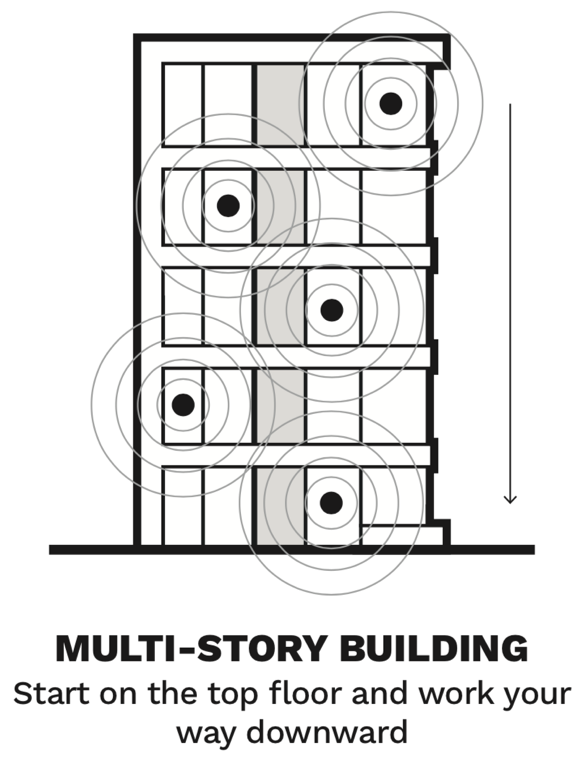 MULTI-STORY BUILDING
Start on the top floor and work your
way downward